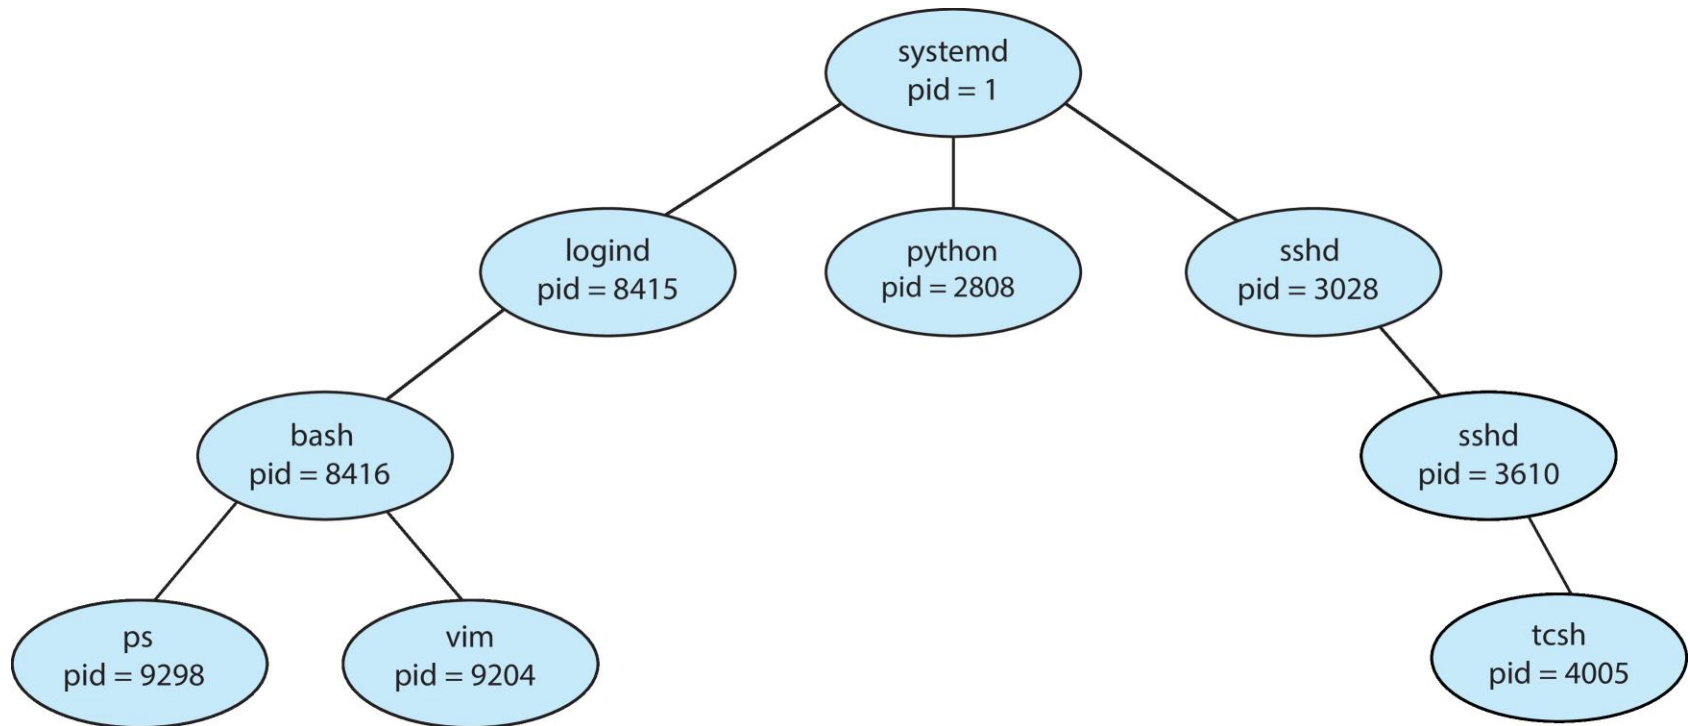 systemd
pid = 1
logind
pid = 8415
python
pid = 2808
sshd
pid = 3028
bash
pid = 8416
sshd
pid = 3610
ps
pid = 9298
vim
pid = 9204
tcsh
pid = 4005